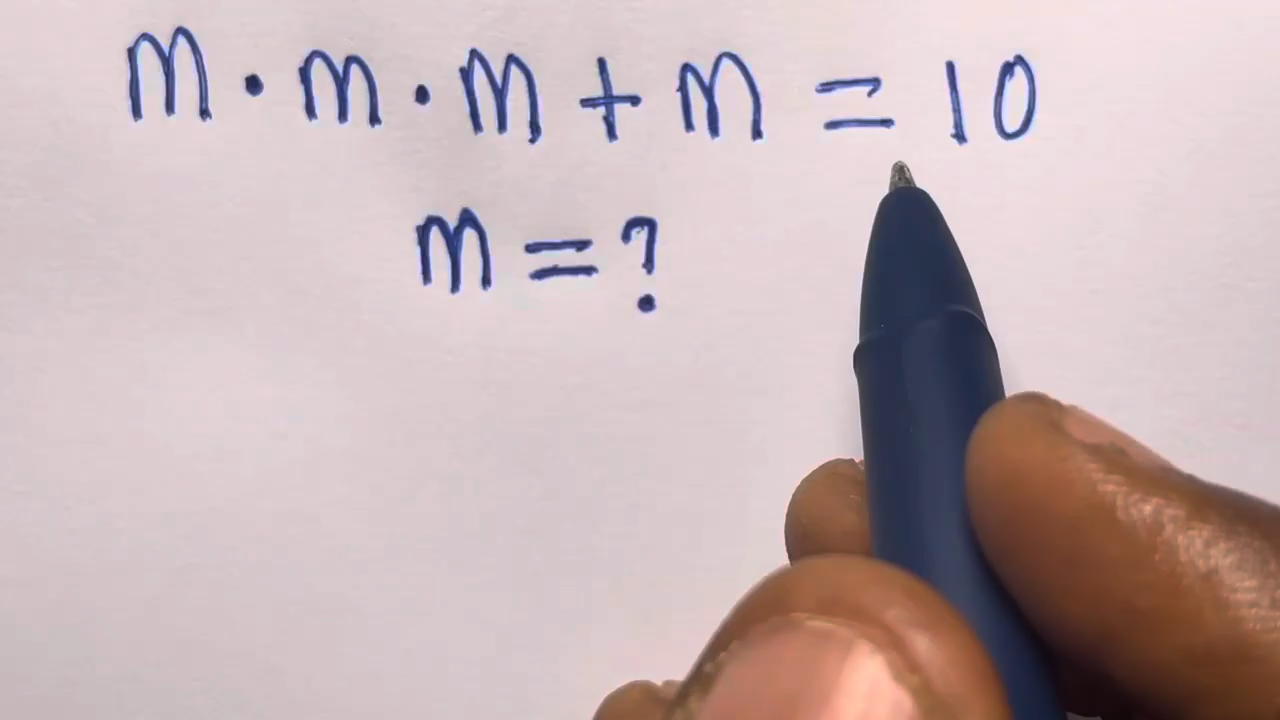 m · m · m + m = 10
m = ?